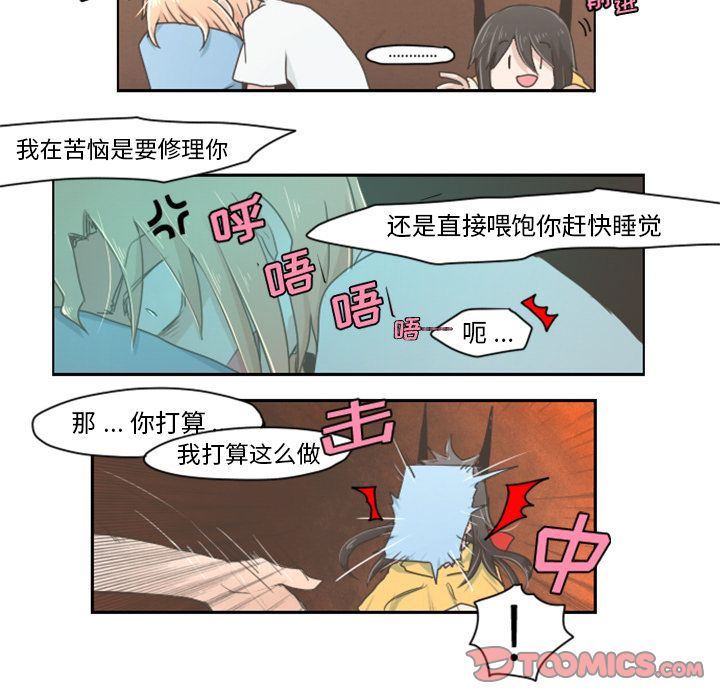 前进
............
我在苦恼是要修理你
还是直接喂饱你赶快睡觉
呼
唔
唔
唔
呃 ...
那 ... 你打算 .
我打算这么做
击
中
!
TOOMICS.COM